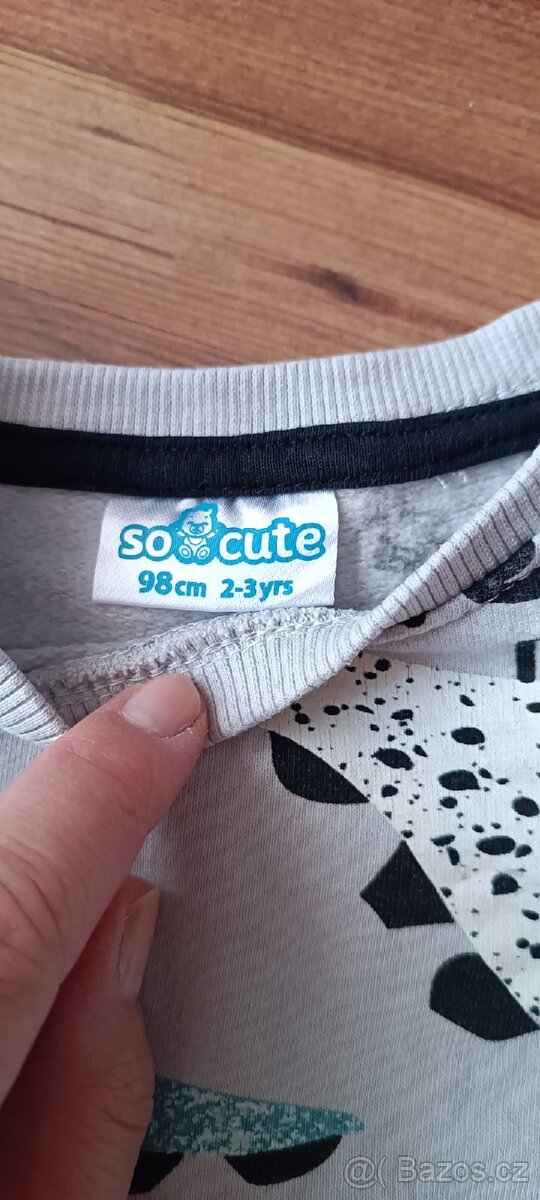 so cute
98cm 2-3yrs
@( Bazos.cz